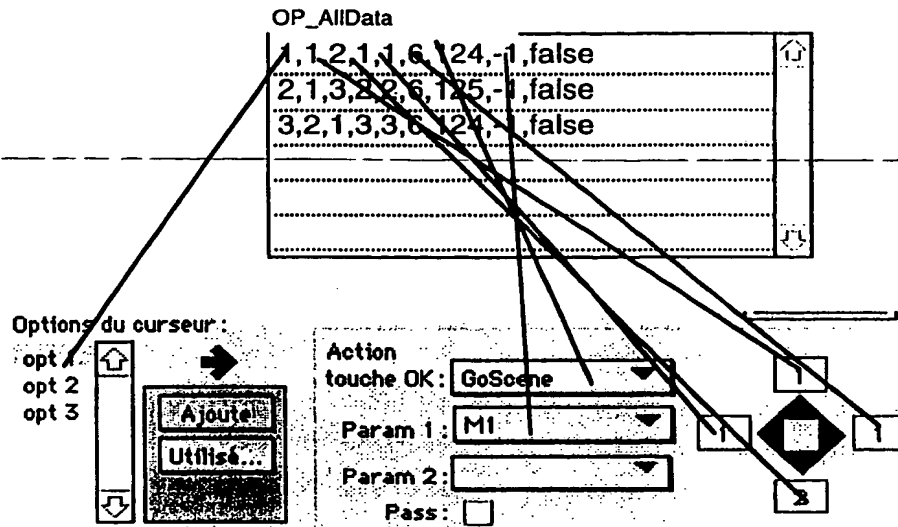 OP_AllData
1,1,2,1,1,6,124,-1,false
2,1,3,2,2,6,125,-1,false
3,2,1,3,3,6,124,-1,false
Options du curseur :
opt 1
opt 2
opt 3
Ajoute
Utilisé...
Action
touche OK : GoScene
Param 1 : M1
Param 2 :
Pass :
1
1
1